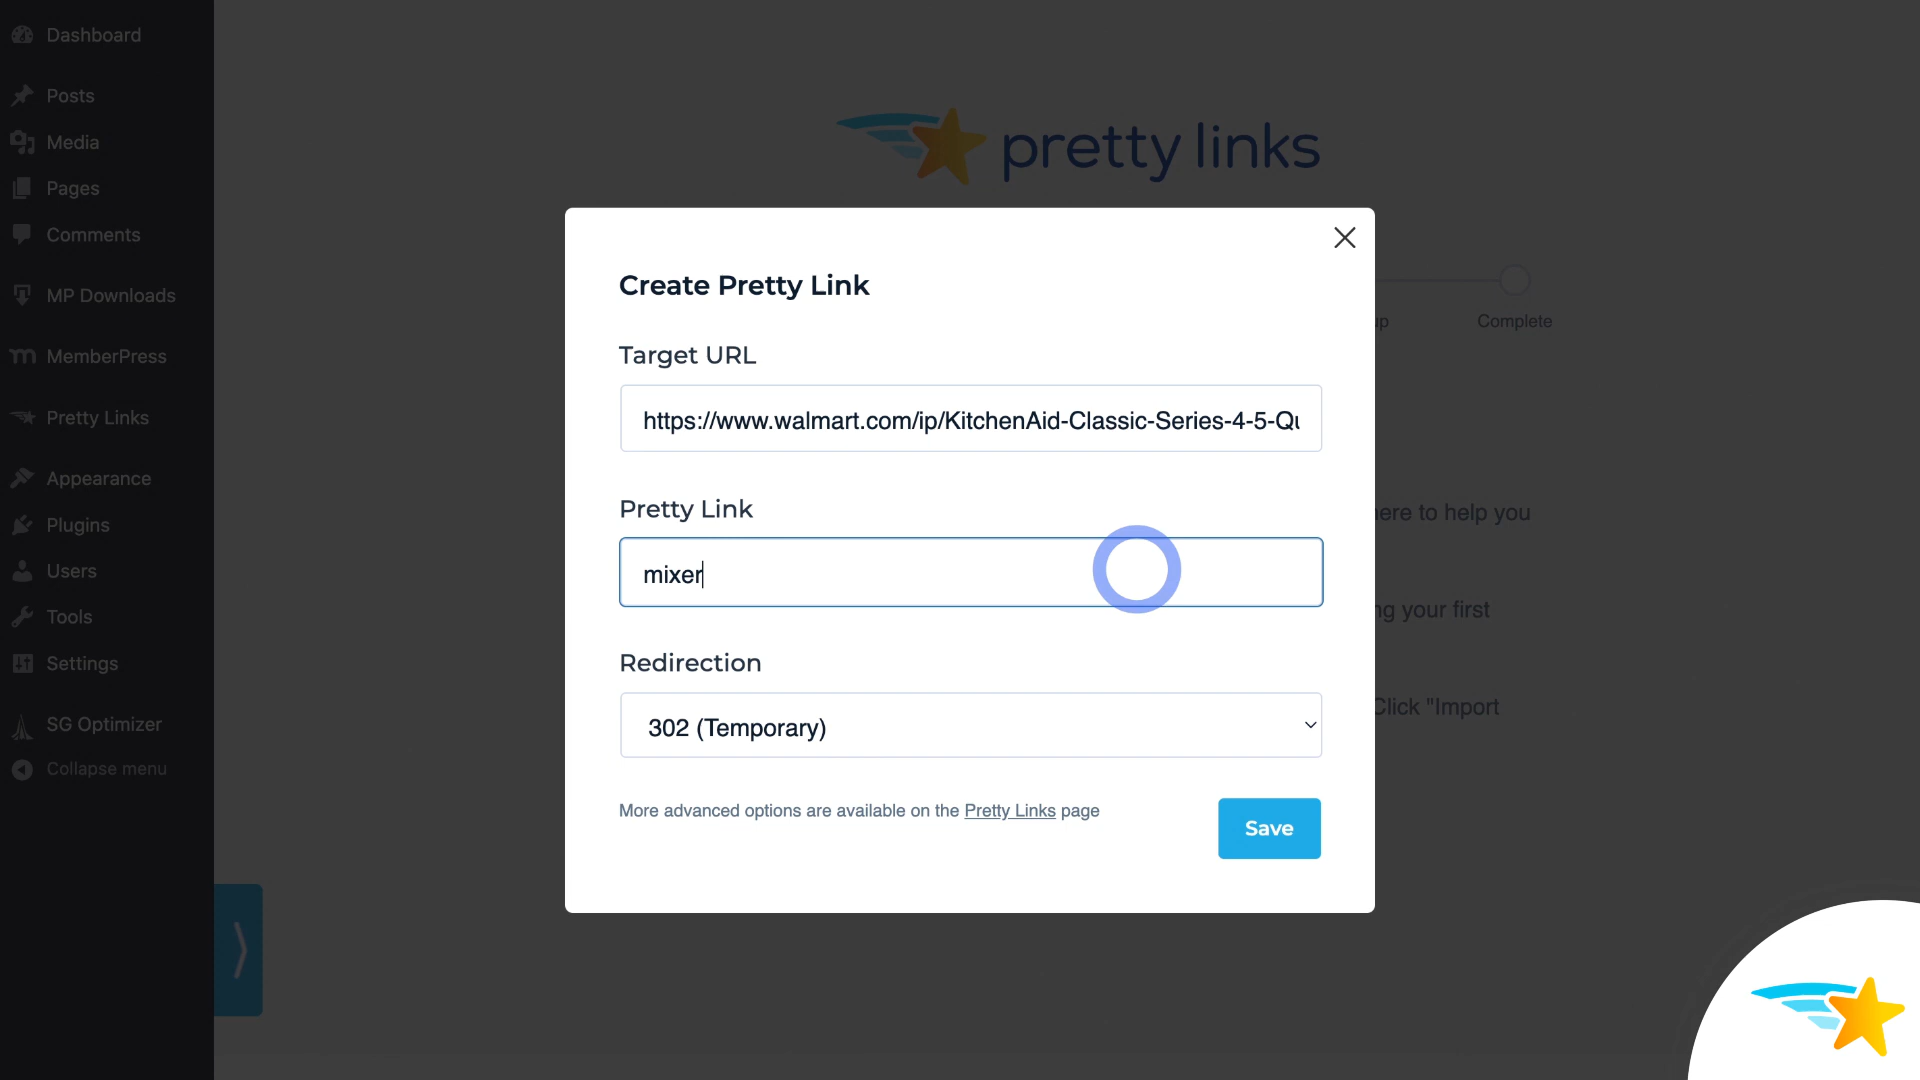 Dashboard
Posts
Media
Pages
Comments
MP Downloads
MemberPress
Pretty Links
Appearance
Plugins
Users
Tools
Settings
SG Optimizer
Collapse menu
pretty links
Complete
Create Pretty Link
Target URL
https://www.walmart.com/ip/KitchenAid-Classic-Series-4-5-Qu
Pretty Link
mixer
Redirection
302 (Temporary)
More advanced options are available on the Pretty Links page
Save
here to help you
your first
Click "Import